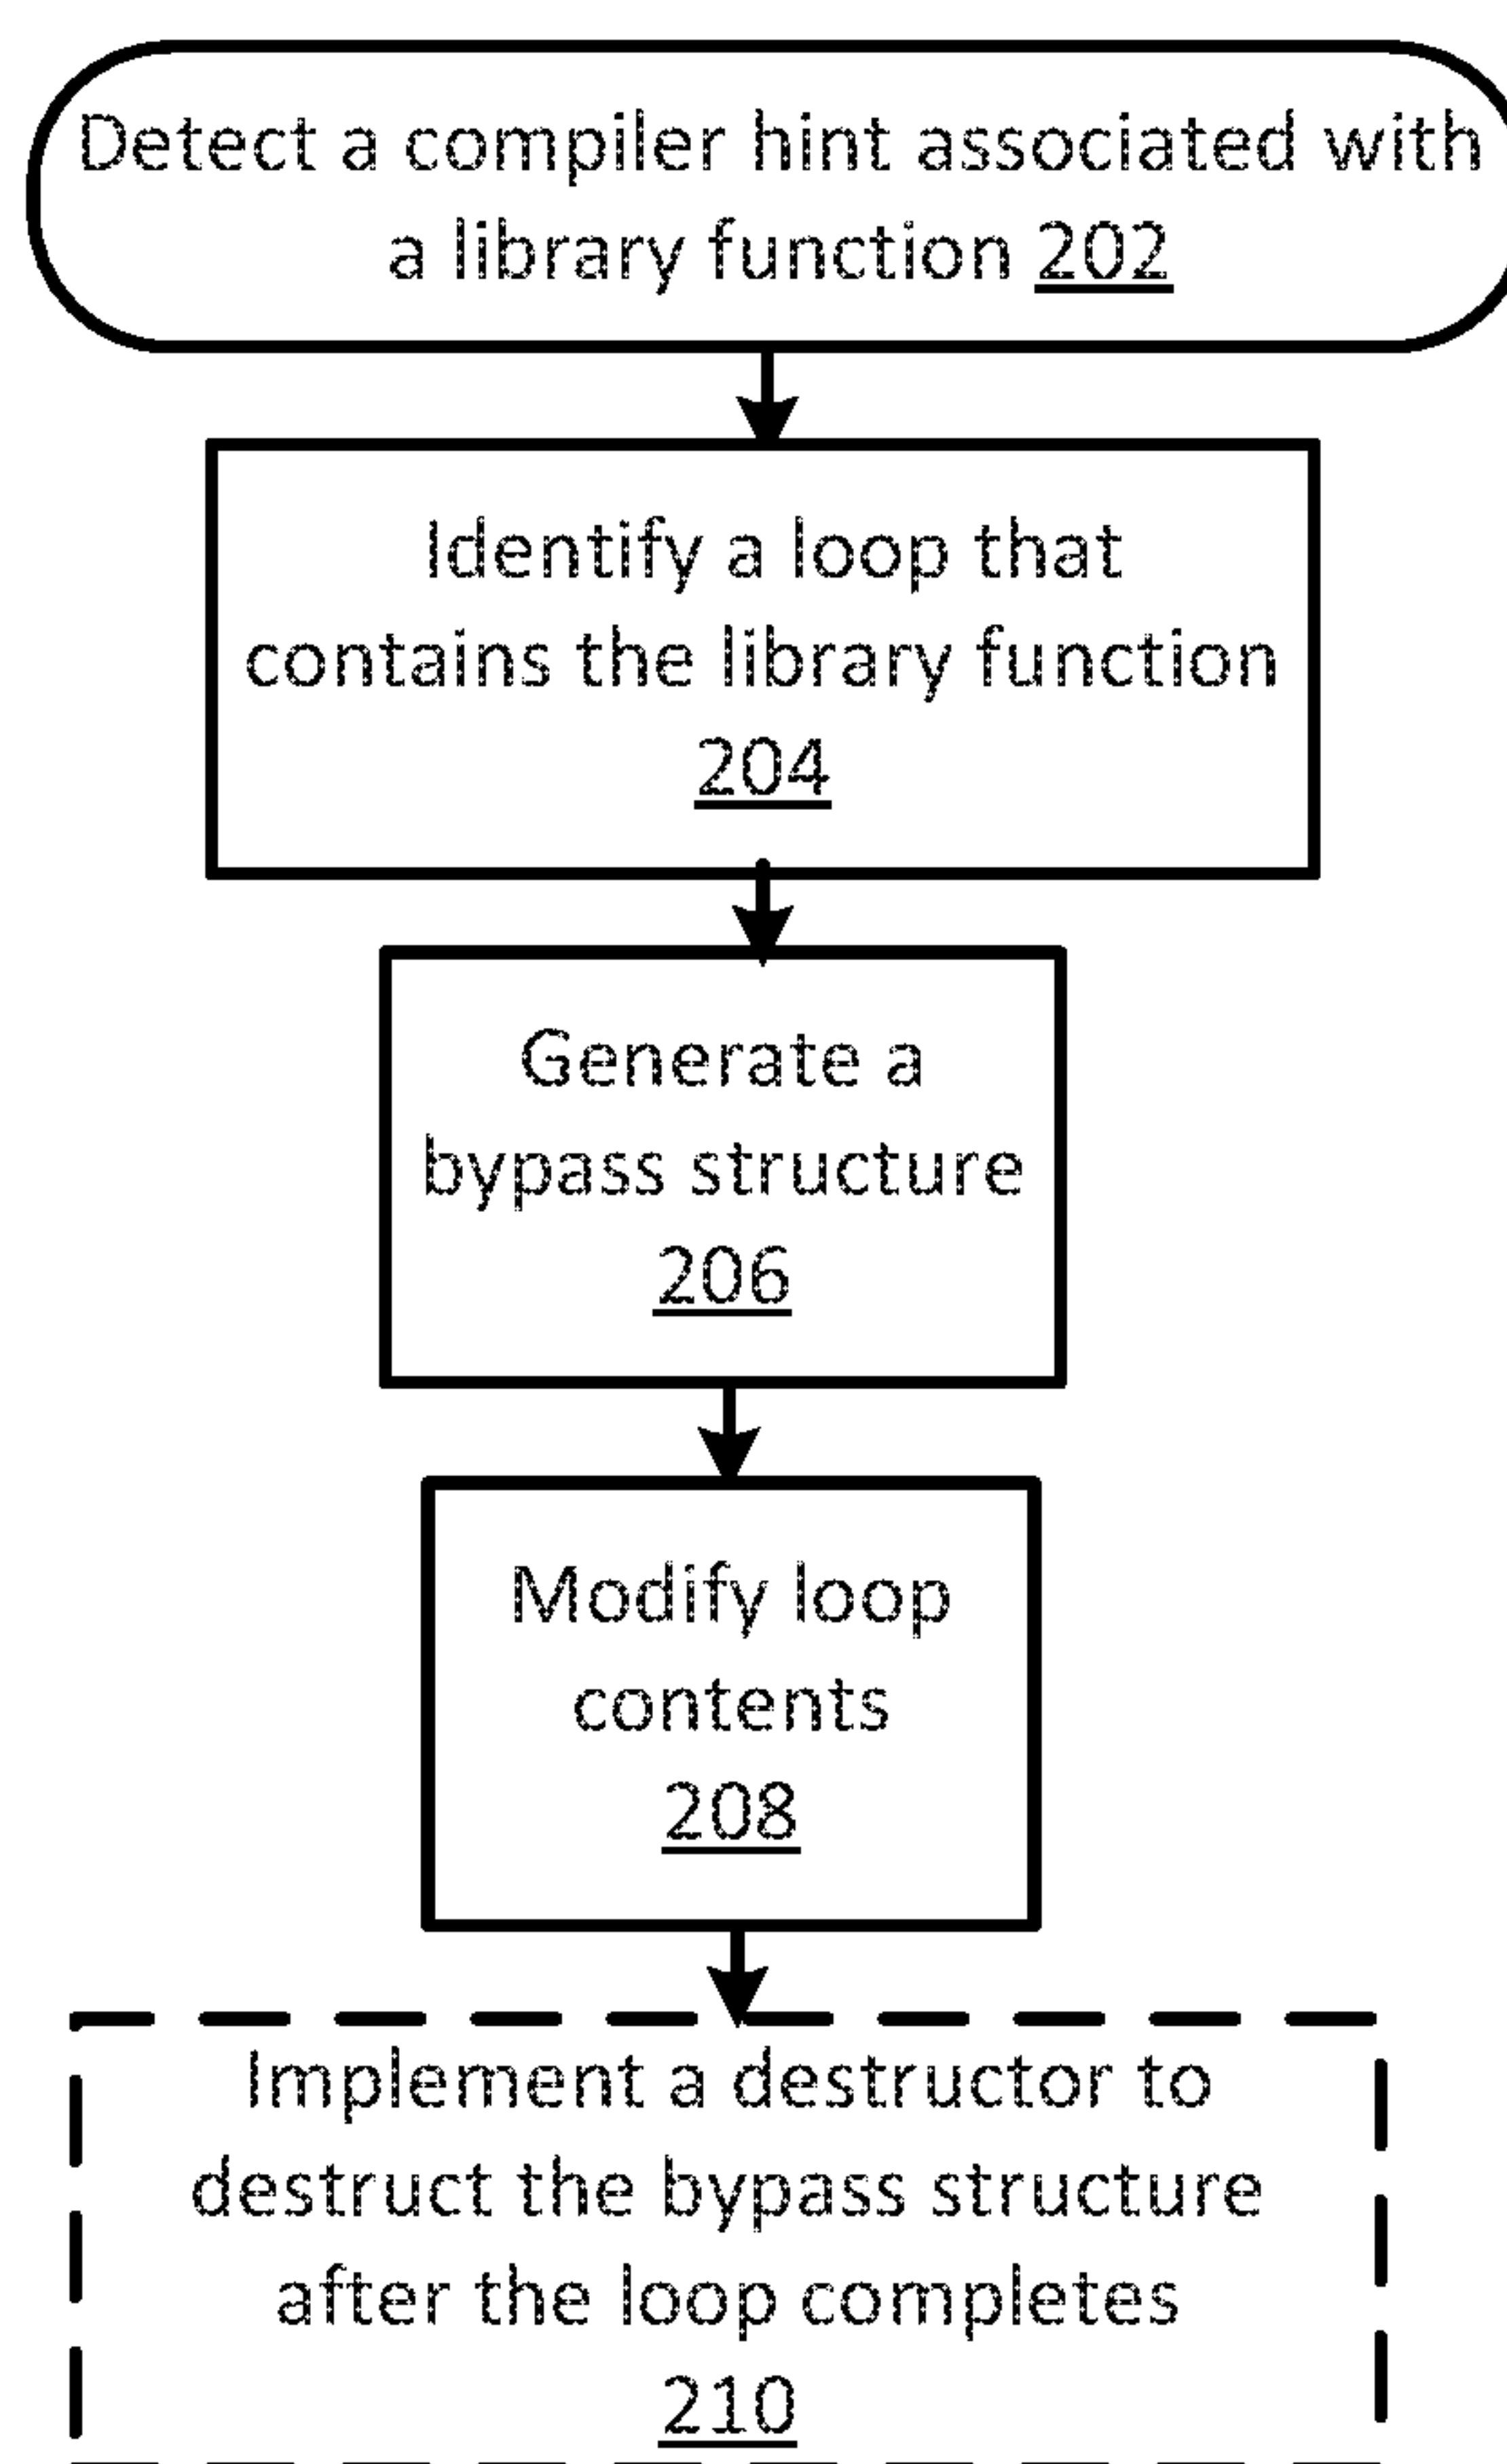 Detect a compiler hint associated with
a library function 202
Identify a loop that
contains the library function
204
Generate a
bypass structure
206
Modify loop
contents
208
Implement a destructor to
destruct the bypass structure
after the loop completes
210